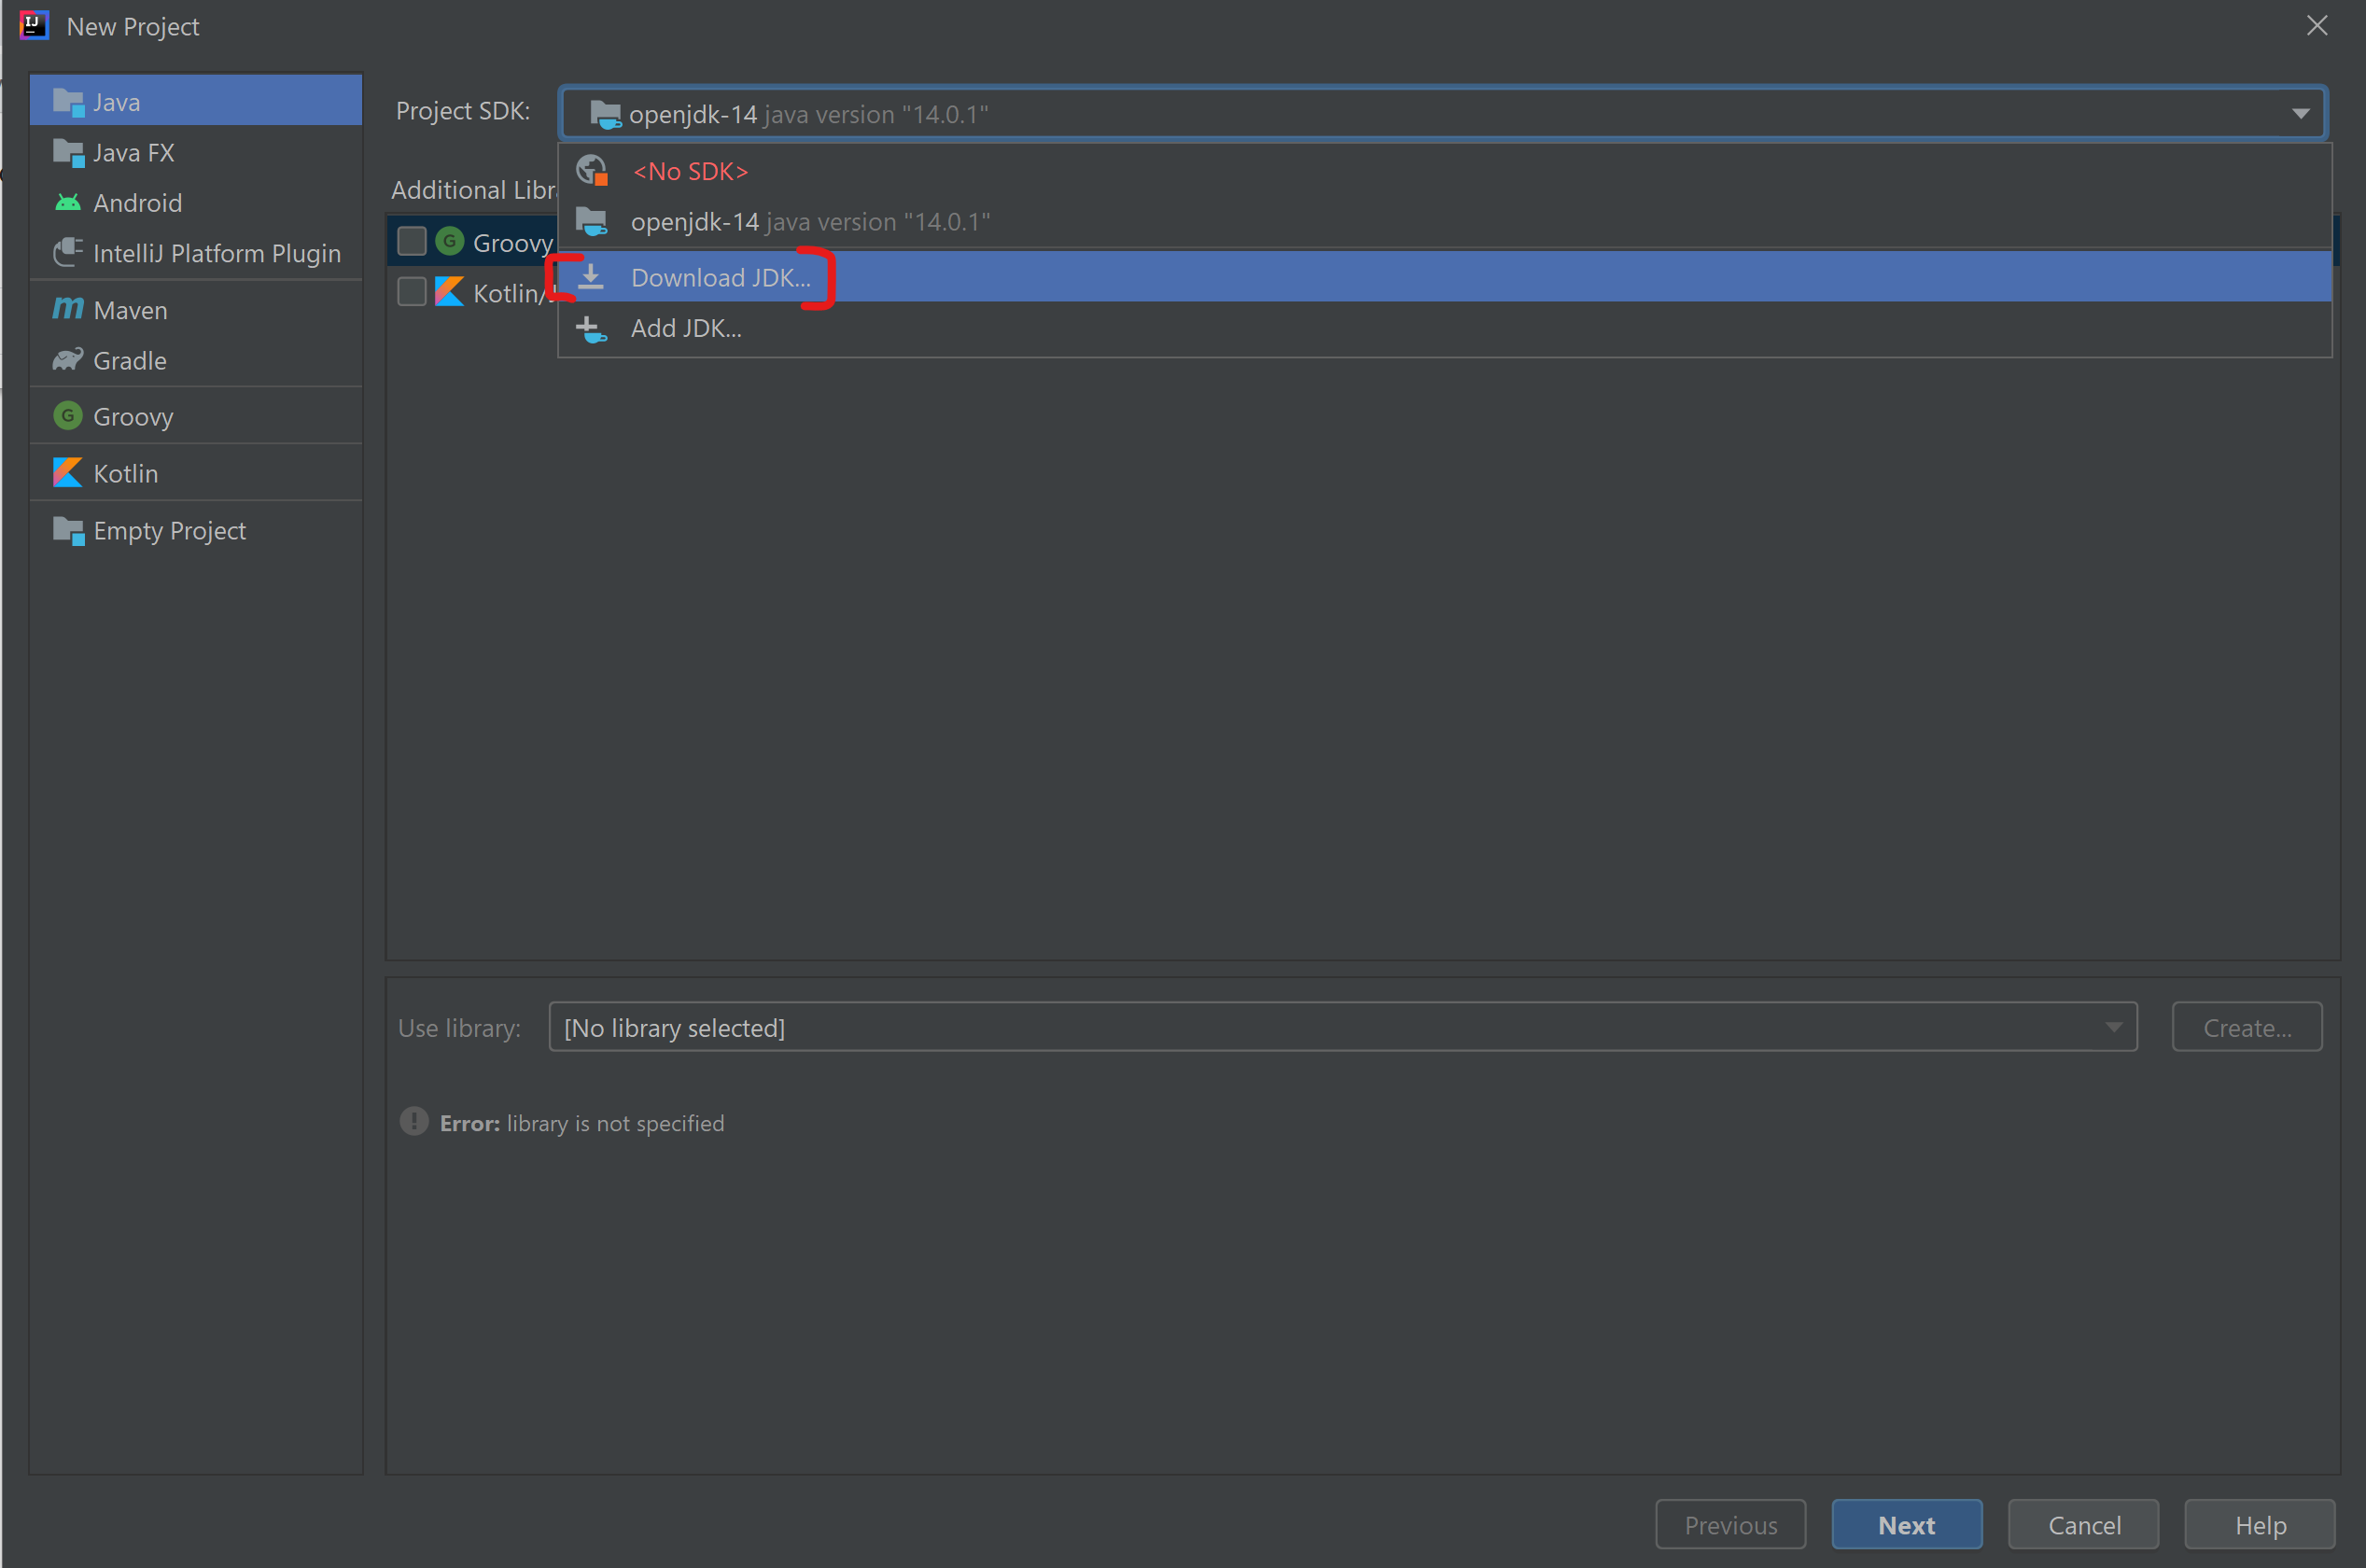 New Project
Java
Java FX
Android
IntelliJ Platform Plugin
Maven
Gradle
Groovy
Kotlin
Empty Project
Project SDK:
openjdk-14 java version "14.0.1"
<No SDK>
openjdk-14 java version "14.0.1"
Download JDK...
Add JDK...
Additional Libr
Groovy
Kotlin/J
Use library:
[No library selected]
Create...
Error: library is not specified
Previous
Next
Cancel
Help